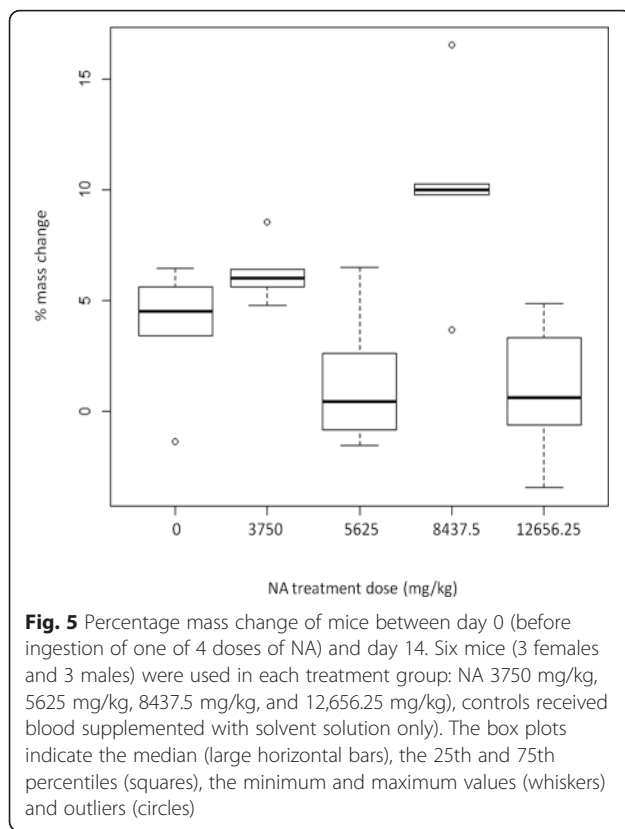 15
10
5
0
% mass change
0 3750 5625 8437.5 12656.25
NA treatment dose (mg/kg)
Fig. 5 Percentage mass change of mice between day 0 (before
ingestion of one of 4 doses of NA) and day 14. Six mice (3 females
and 3 males) were used in each treatment group: NA 3750 mg/kg,
5625 mg/kg, 8437.5 mg/kg, and 12,656.25 mg/kg), controls received
blood supplemented with solvent solution only). The box plots
indicate the median (large horizontal bars), the 25th and 75th
percentiles (squares), the minimum and maximum values (whiskers)
and outliers (circles)